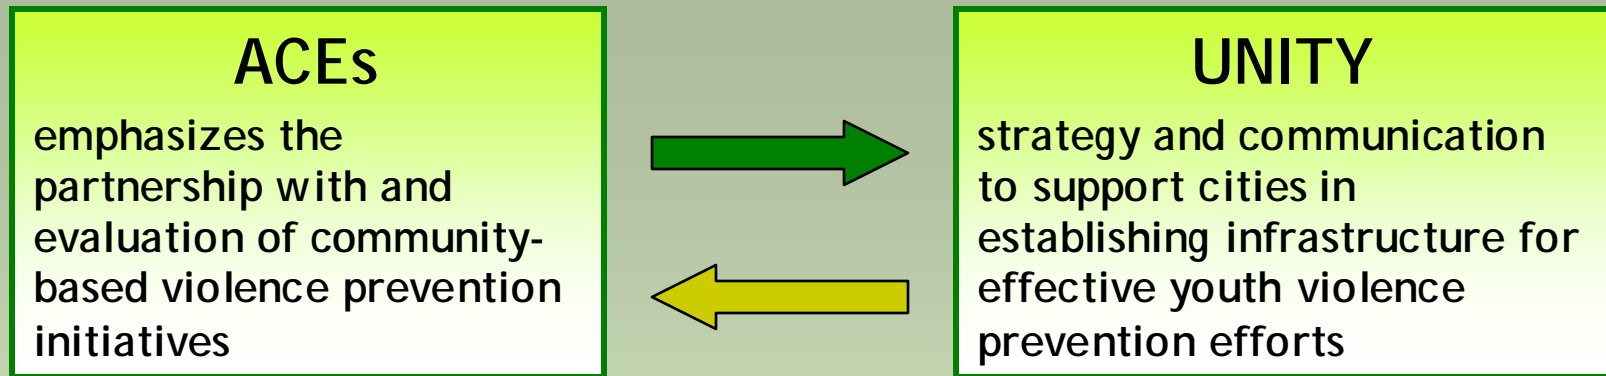 ACEs
emphasizes the
partnership with and
evaluation of community-
based violence prevention
initiatives
UNITY
strategy and communication
to support cities in
establishing infrastructure for
effective youth violence
prevention efforts